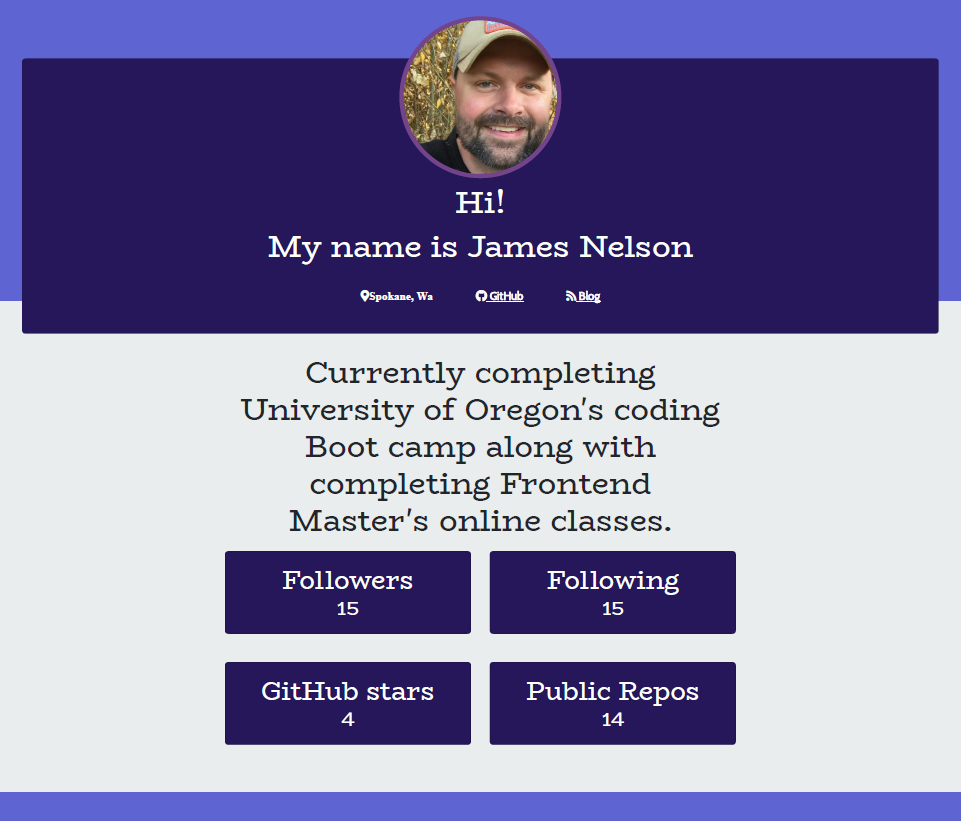 Hi!
My name is James Nelson
Spokane, Wa GitHub Blog
Currently completing
University of Oregon's coding
Boot camp along with
completing Frontend
Master's online classes.
Followers Following
15 15
GitHub stars Public Repos
4 14